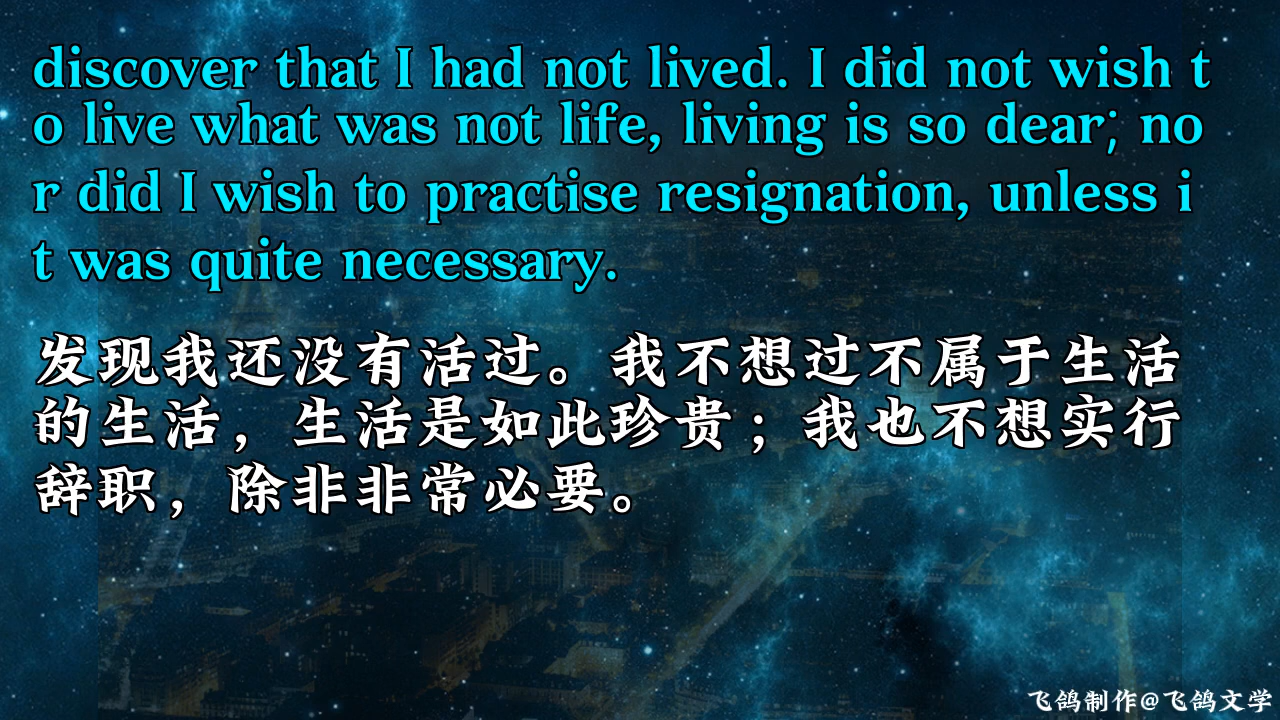 discover that I had not lived. I did not wish t
o live what was not life, living is so dear; no
r did I wish to practise resignation, unless i
t was quite necessary.
发现我还没有活过。我不想过不属于生活
的生活，生活是如此珍贵；我也不想实行
辞职，除非非常必要。
飞鸽制作@飞鸽文学